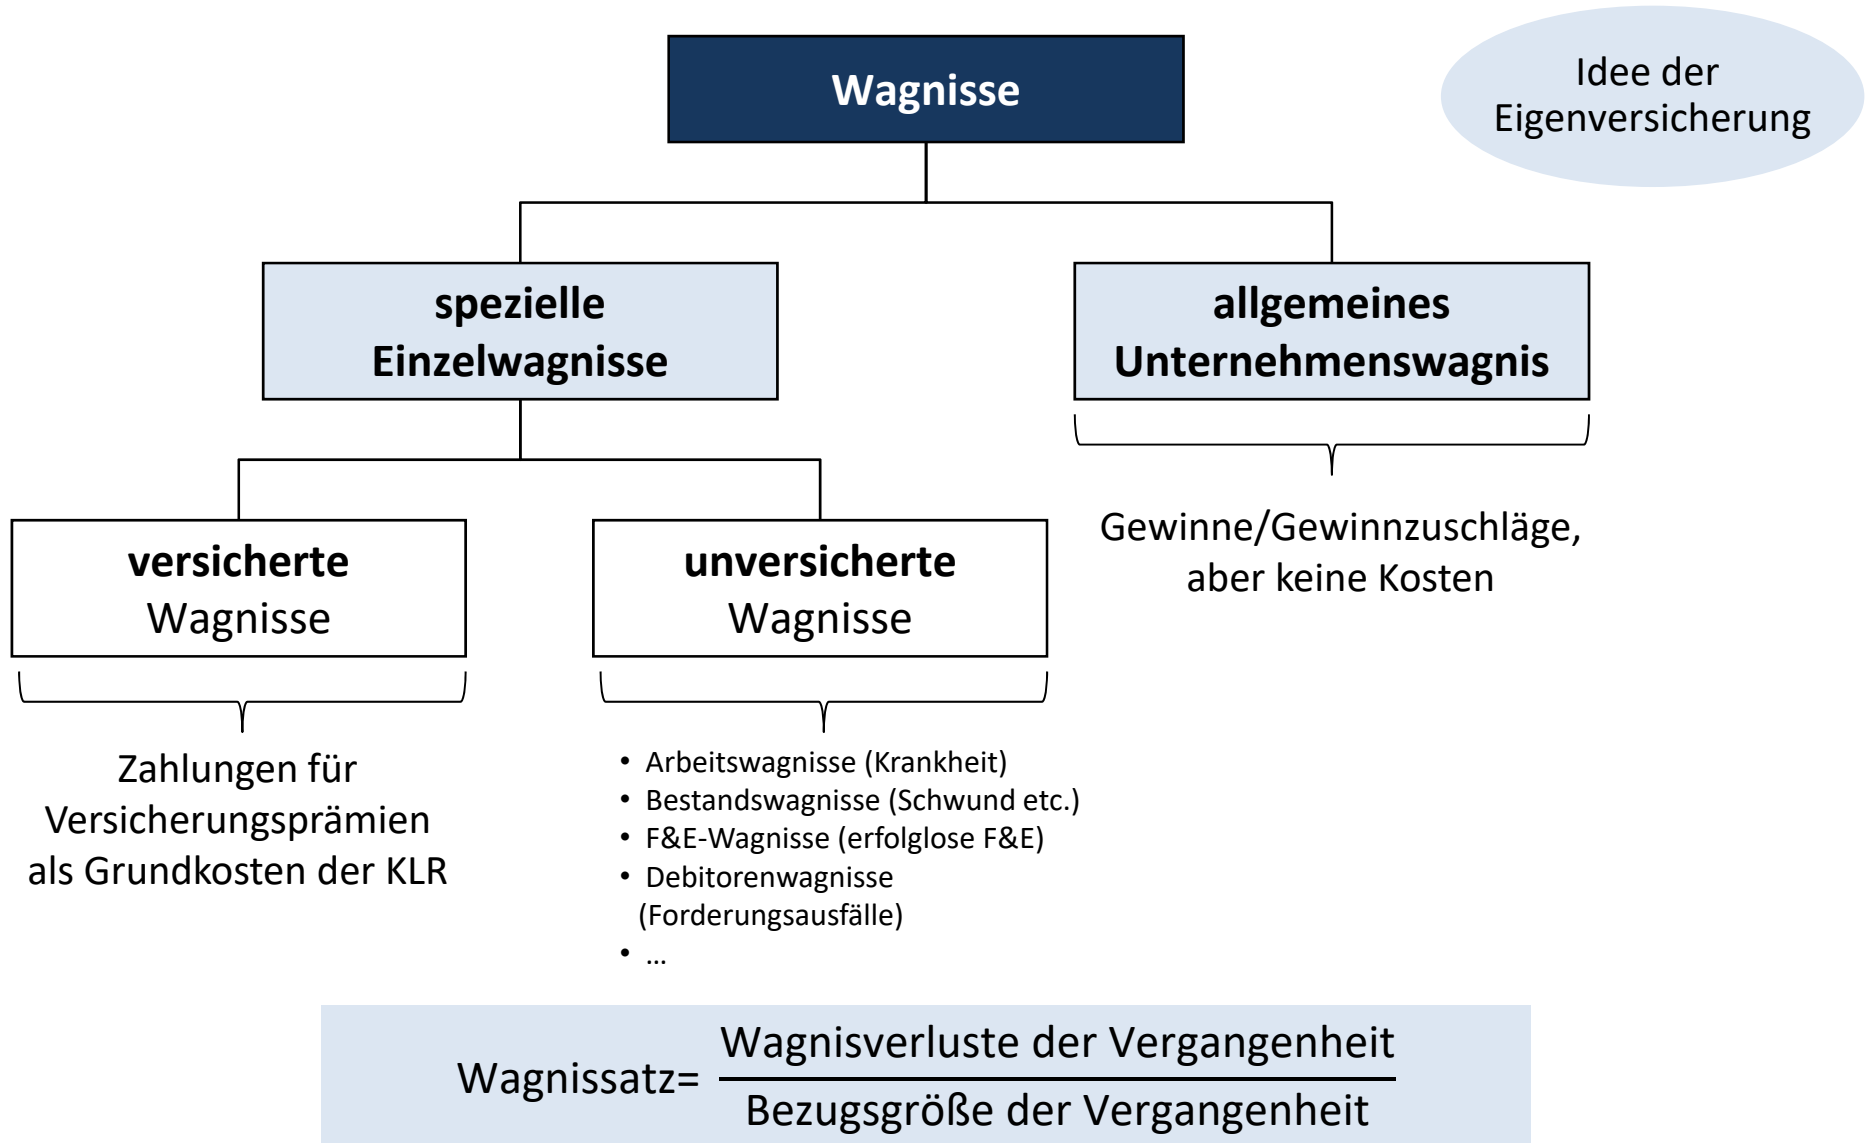 Wagnisse
Idee der
Eigenversicherung
spezielle
Einzelwagnisse
allgemeines
Unternehmenswagnis
versicherte
Wagnisse
unversicherte
Wagnisse
Gewinne/Gewinnzuschläge,
aber keine Kosten
Zahlungen für
Versicherungsprämien
als Grundkosten der KLR
• Arbeitswagnisse (Krankheit)
• Bestandswagnisse (Schwund etc.)
• F&E-Wagnisse (erfolglose F&E)
• Debitorenwagnisse
(Forderungsausfälle)
• ...
Wagnissatz=
Wagnisverluste der Vergangenheit
Bezugsgröße der Vergangenheit